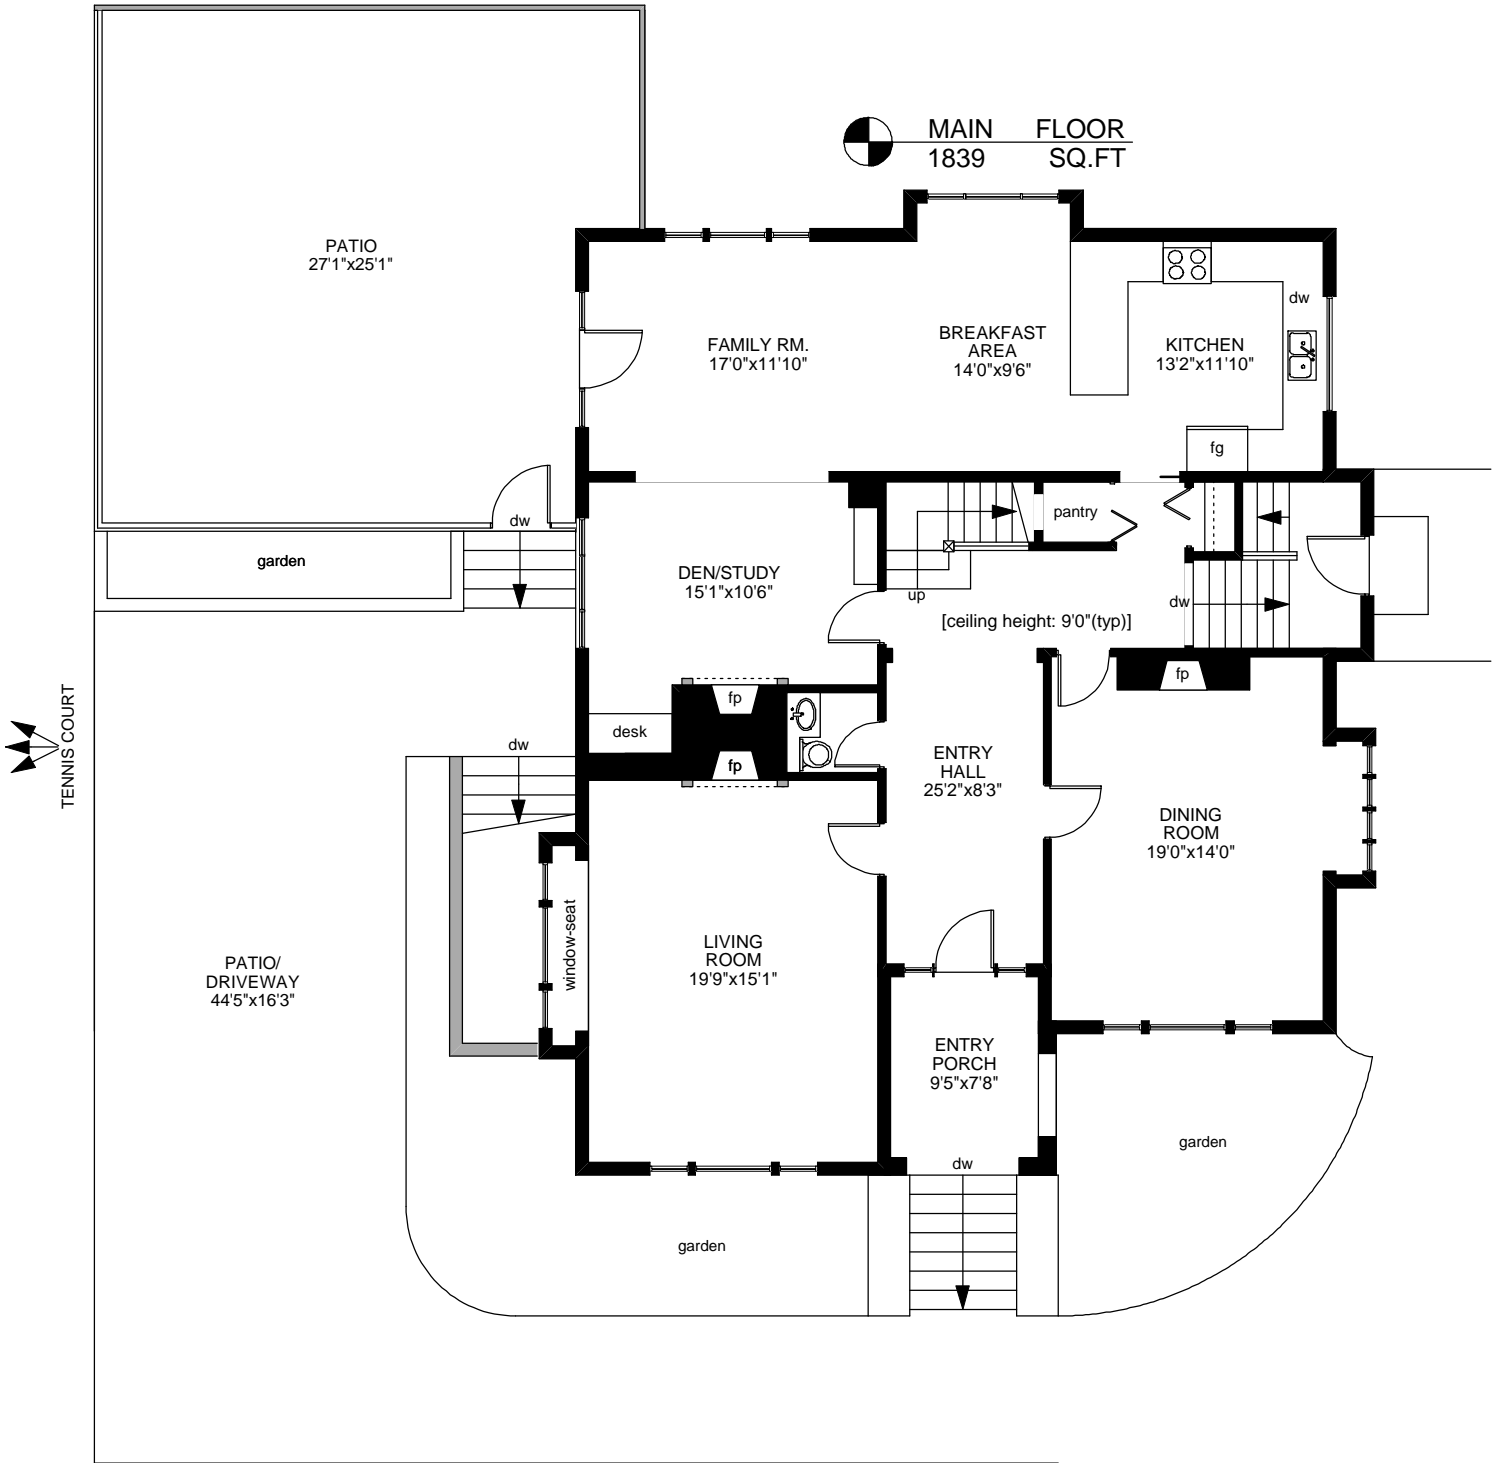 MAIN FLOOR
1839 SQ.FT
PATIO
27'1"x25'1"
FAMILY RM.
17'0"x11'10"
BREAKFAST
AREA
14'0"x9'6"
KITCHEN
13'2"x11'10"
dw
fg
dw
garden
DEN/STUDY
15'1"x10'6"
up
pantry
dw
[ceiling height: 9'0"(typ)]
fp
fp
desk
fp
dw
TENNIS COURT
ENTRY
HALL
25'2"x8'3"
DINING
ROOM
19'0"x14'0"
window-seat
LIVING
ROOM
19'9"x15'1"
PATIO/
DRIVEWAY
44'5"x16'3"
ENTRY
PORCH
9'5"x7'8"
dw
garden
garden